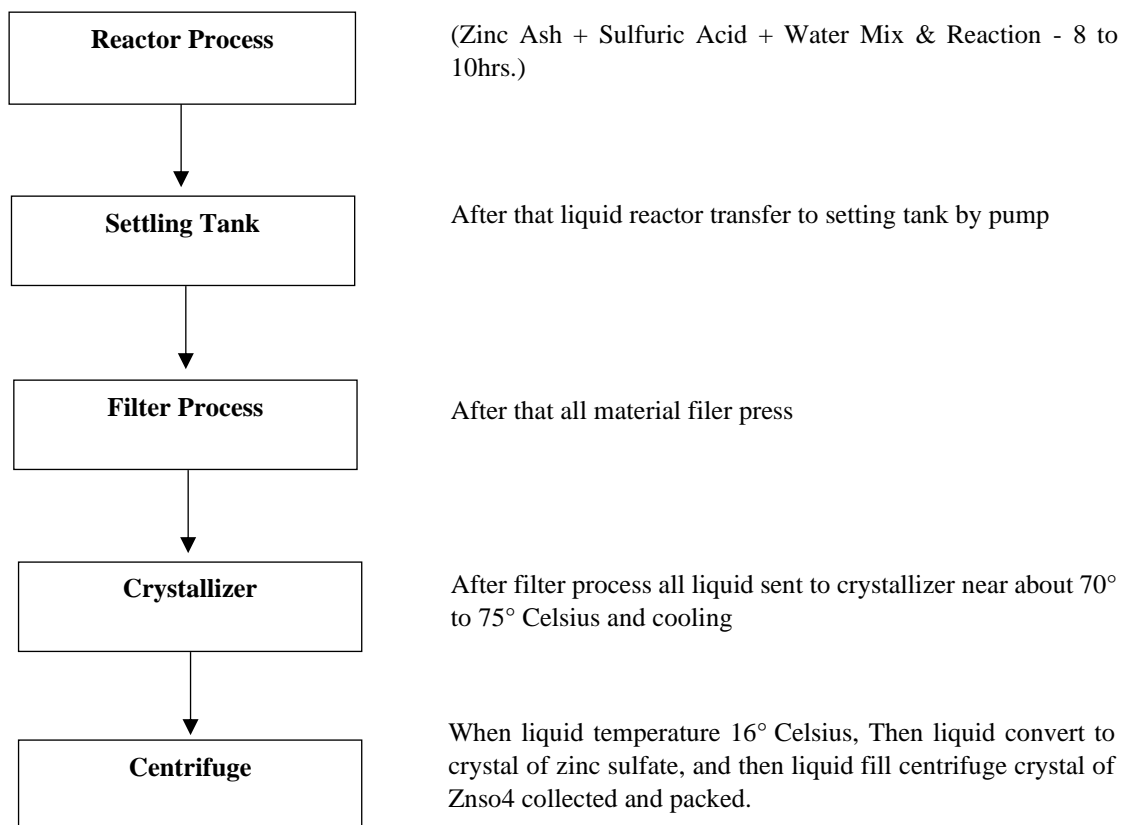 Reactor Process
(Zinc Ash + Sulfuric Acid + Water Mix & Reaction - 8 to
10hrs.)
Settling Tank
After that liquid reactor transfer to setting tank by pump
Filter Process
After that all material filer press
Crystallizer
After filter process all liquid sent to crystallizer near about 70°
to 75° Celsius and cooling
Centrifuge
When liquid temperature 16° Celsius, Then liquid convert to
crystal of zinc sulfate, and then liquid fill centrifuge crystal of
Znso4 collected and packed.